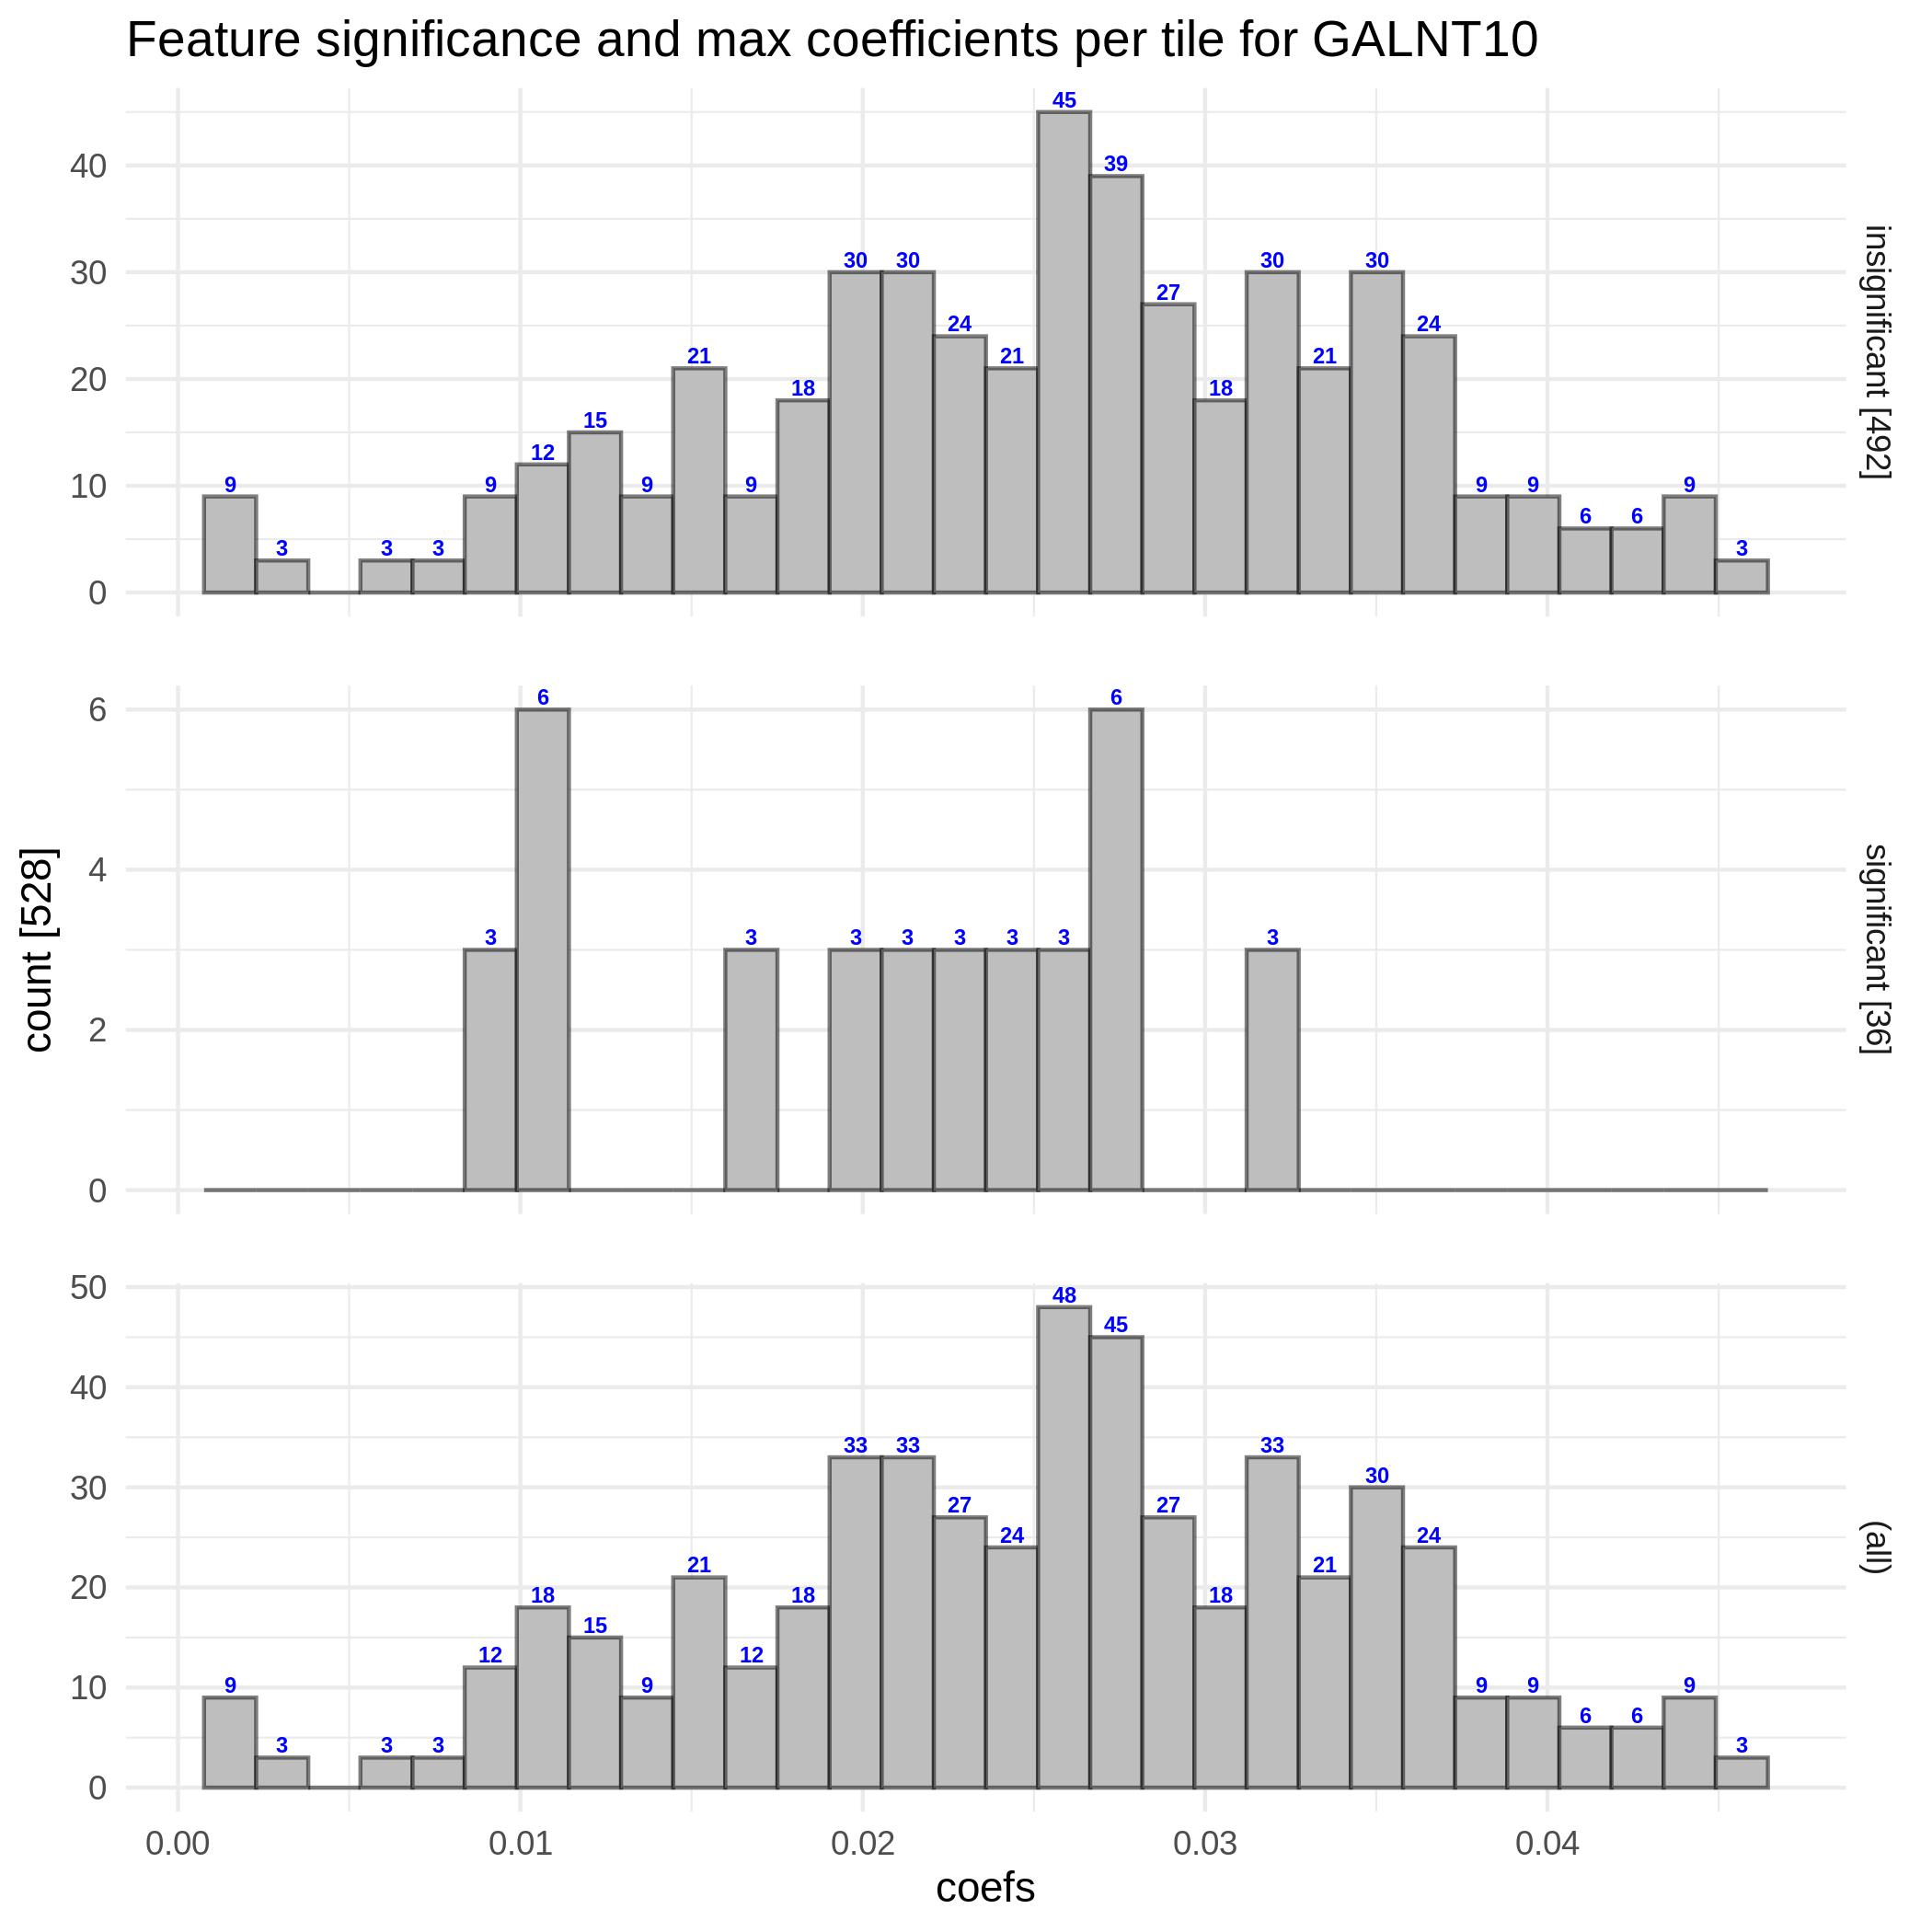 Feature significance and max coefficients per tile for GALNT10
45
39
30 30 30 30
27
24 24
21 21 21
18 18
15
12
9 9 9 9 9 9 9
6 6
3 3 3 3
40
30
20
10
0
insignificant [492]
6 6
3 3 3 3 3 3 3 3
6
4
2
0
count [528]
significant [36]
48
45
33 33 33
30
27 27
24 24
21 21
18 18 18
15
12 12
9 9 9 9 9
6 6
3 3 3 3
50
40
30
20
10
0
(all)
0.00 0.01 0.02 0.03 0.04
coefs